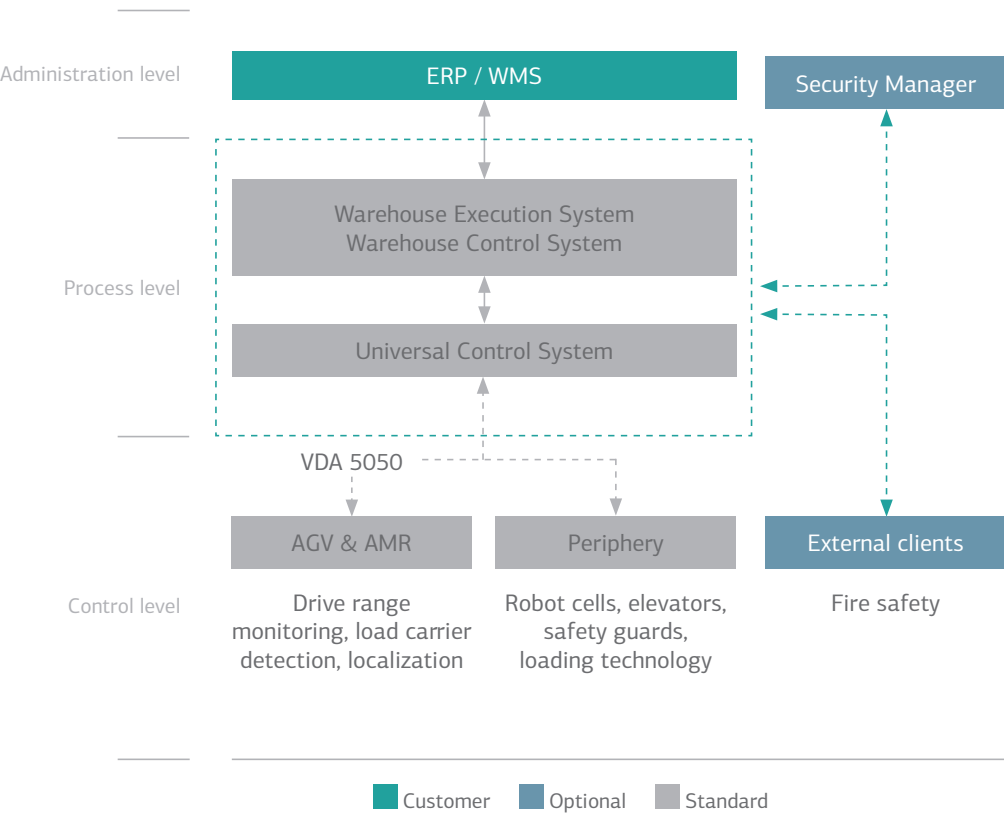 Administration level
ERP / WMS
Security Manager
Process level
Warehouse Execution System
Warehouse Control System
Universal Control System
VDA 5050
Control level
AGV & AMR
Drive range
monitoring, load carrier
detection, localization
Periphery
Robot cells, elevators,
safety guards,
loading technology
External clients
Fire safety
Customer
Optional
Standard